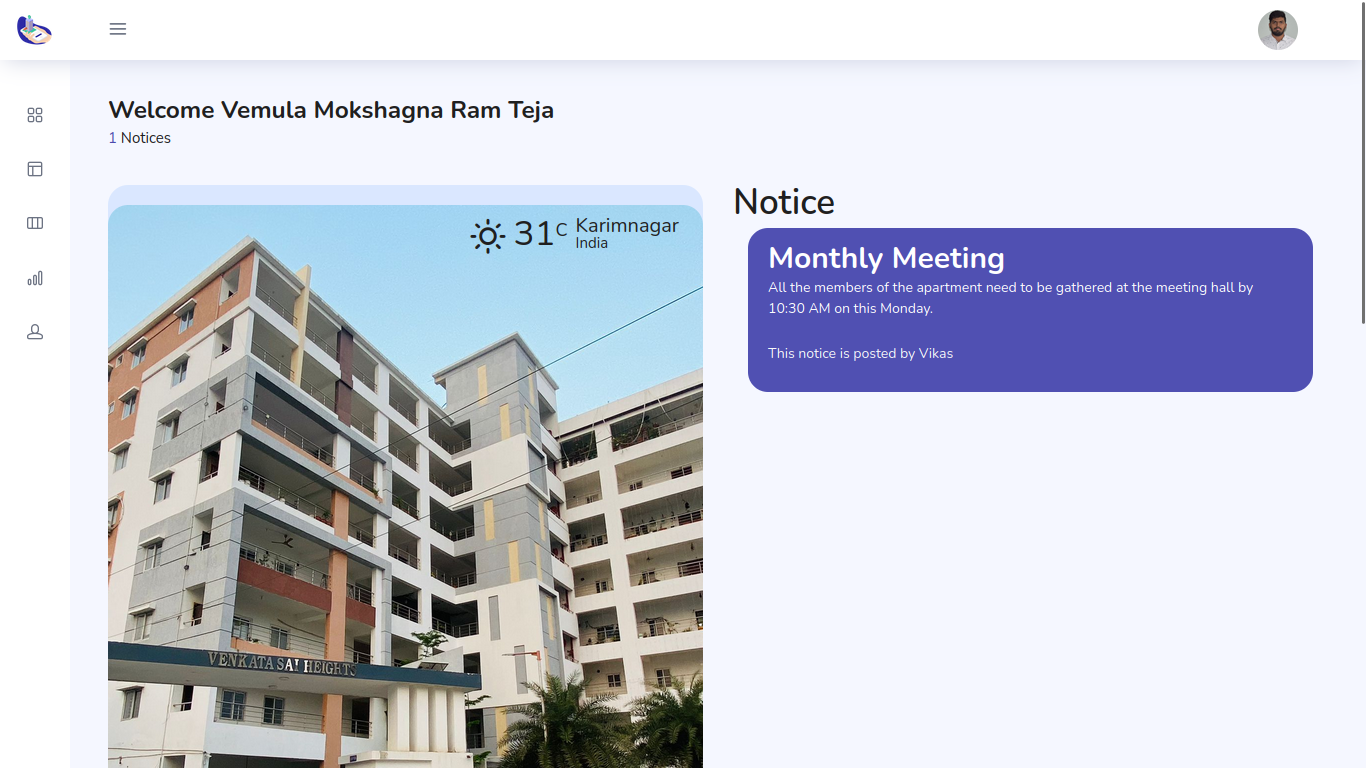 Welcome Vemula Mokshagna Ram Teja
1 Notices
31C Karimnagar
India
VENKATA SAI HEIGHTS
Notice
Monthly Meeting
All the members of the apartment need to be gathered at the meeting hall by
10:30 AM on this Monday.
This notice is posted by Vikas